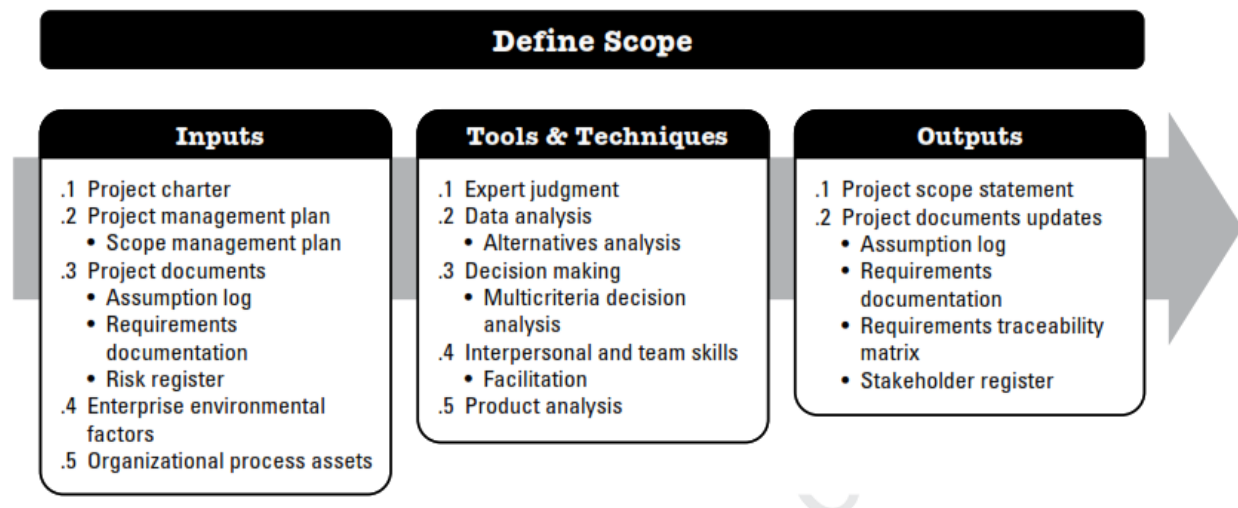 Define Scope
Inputs
.1 Project charter
.2 Project management plan
• Scope management plan
.3 Project documents
• Assumption log
• Requirements
documentation
• Risk register
.4 Enterprise environmental
factors
.5 Organizational process assets
Tools & Techniques
.1 Expert judgment
.2 Data analysis
• Alternatives analysis
.3 Decision making
• Multicriteria decision
analysis
.4 Interpersonal and team skills
• Facilitation
.5 Product analysis
Outputs
.1 Project scope statement
.2 Project documents updates
• Assumption log
• Requirements
documentation
• Requirements traceability
matrix
• Stakeholder register